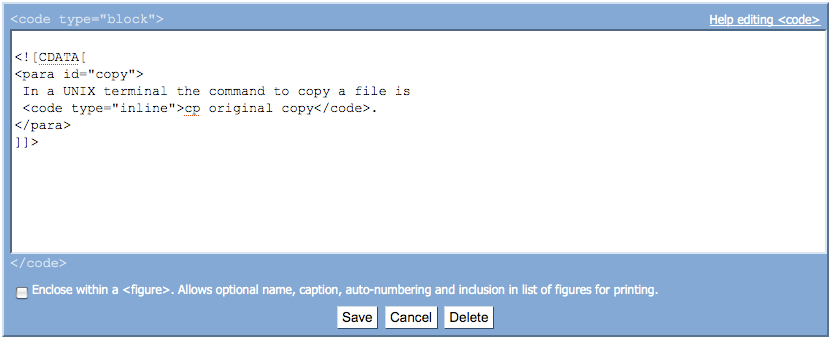 <code type="block">
Help editing <code>
<![CDATA[
<para id="copy">
 In a UNIX terminal the command to copy a file is
 <code type="inline">cp original copy</code>.
</para>
]]>
</code>
Enclose within a <figure>. Allows optional name, caption, auto-numbering and inclusion in list of figures for printing.
Save Cancel Delete